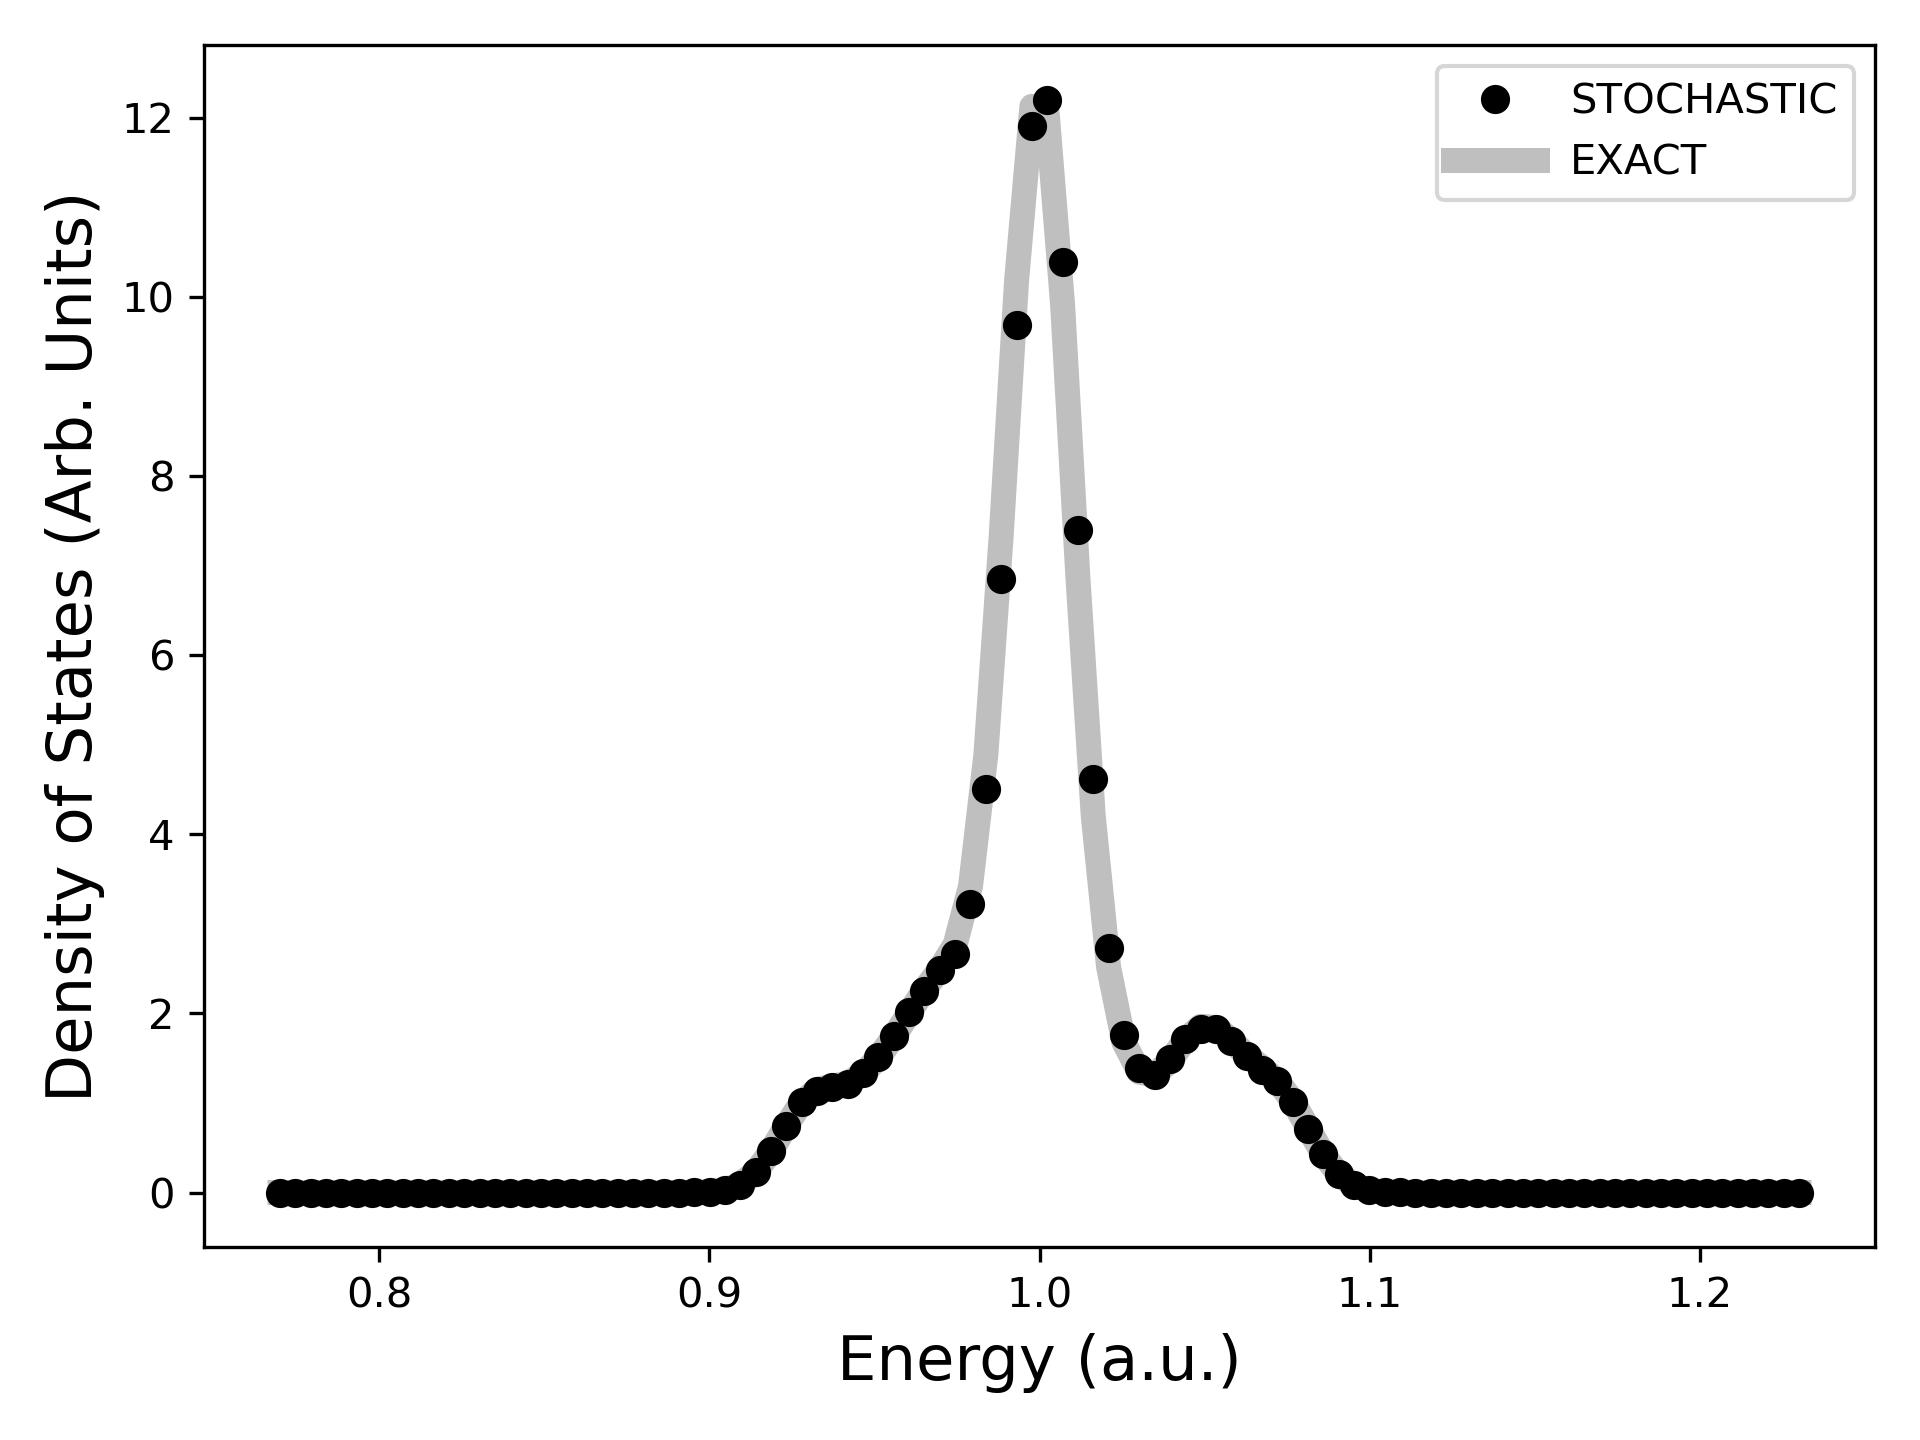 STOCHASTIC
EXACT
Density of States (Arb. Units)
12
10
8
6
4
2
0
0.8 0.9 1.0 1.1 1.2
Energy (a.u.)